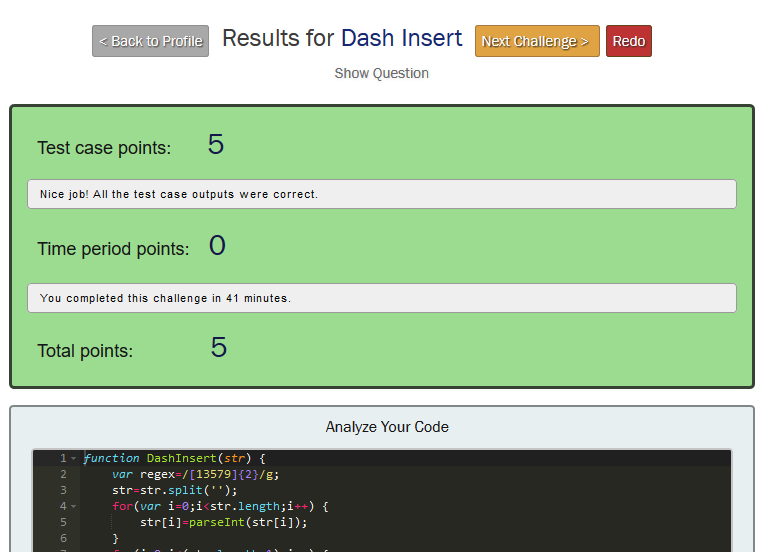 < Back to Profile Results for Dash Insert Next Challenge > Redo
Show Question
Test case points: 5
Nice job! All the test case outputs were correct.
Time period points: 0
You completed this challenge in 41 minutes.
Total points: 5
Analyze Your Code
1 function DashInsert(str) {
2 var regex=/[13579]{2}/g;
3 str=str.split('');
4 for(var i=0;i<str.length;i++) {
5 str[i]=parseInt(str[i]);
6 }